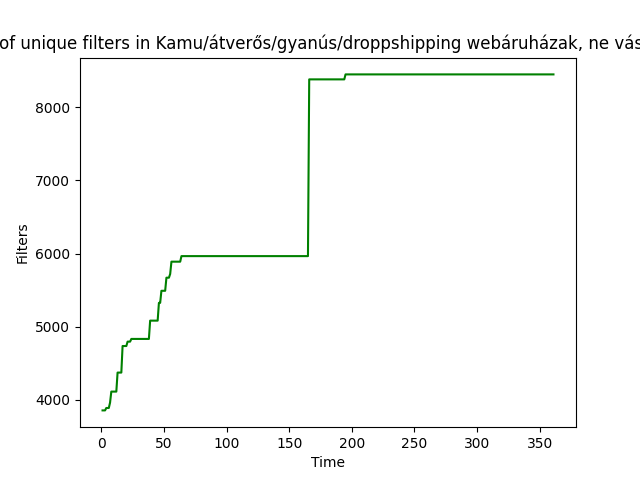 of unique filters in Kamu/átverős/gyanús/droppshipping webáruházak, ne vás
Filters
8000
7000
6000
5000
4000
0 50 100 150 200 250 300 350
Time